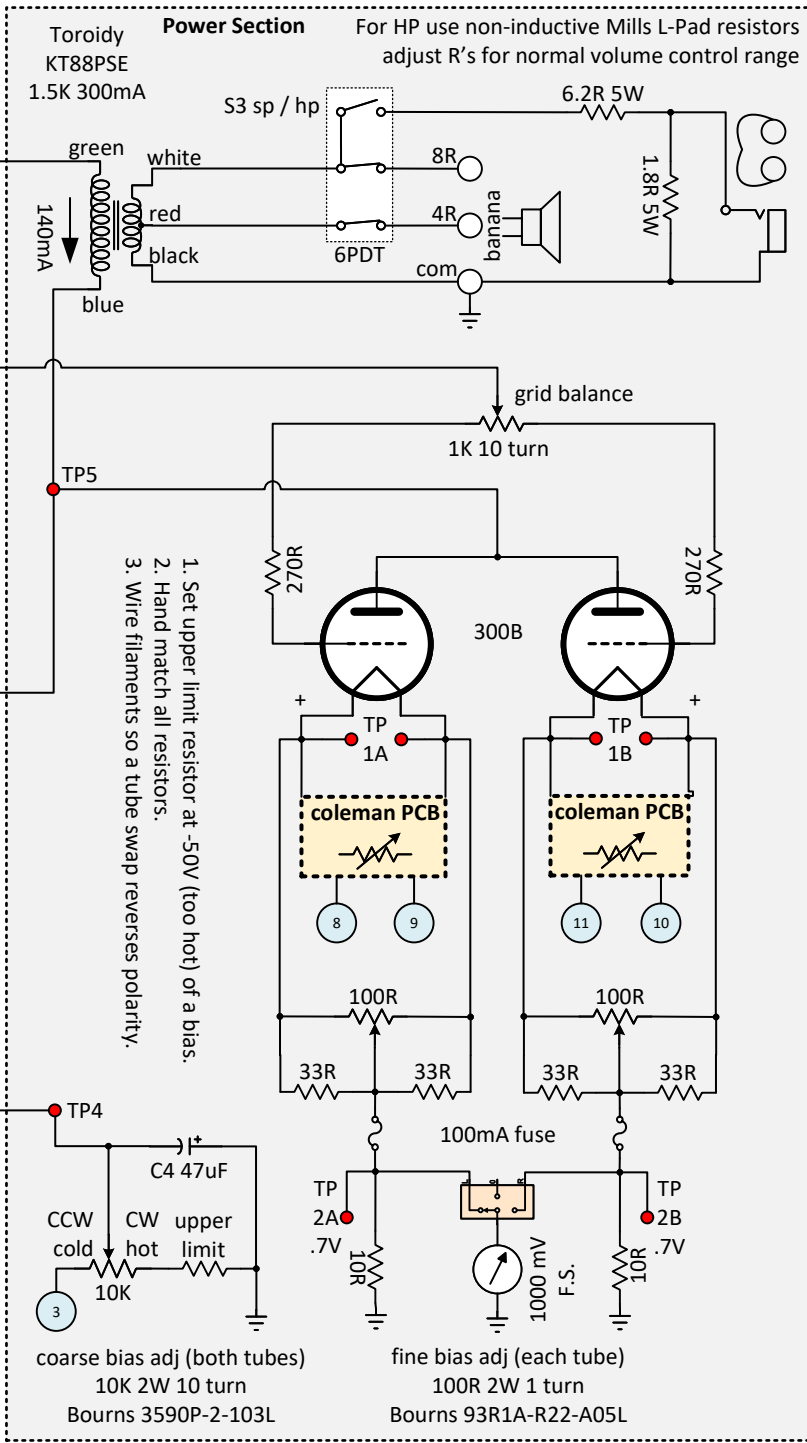 Power Section
For HP use non-inductive Mills L-Pad resistors
adjust R's for normal volume control range
Toroidy
KT88PSE
1.5K 300mA
S3 sp / hp
6.2R 5W
green
white
8R
1.8R 5W
red
4R
banana
140mA
black
6PDT
com
blue
grid balance
1K 10 turn
TP5
1. Set upper limit resistor at -50V (too hot) of a bias.
2. Hand match all resistors.
3. Wire filaments so a tube swap reverses polarity.
270R
270R
300B
+
+
TP
1A
TP
1B
coleman PCB
coleman PCB
8
9
11
10
100R
100R
33R
33R
33R
33R
TP4
100mA fuse
+
C4 47uF
TP
2A
.7V
TP
2B
.7V
L
R
CCW
cold
CW
hot
upper
limit
10K
10R
1000 mV
F.S.
10R
3
coarse bias adj (both tubes)
10K 2W 10 turn
Bourns 3590P-2-103L
fine bias adj (each tube)
100R 2W 1 turn
Bourns 93R1A-R22-A05L